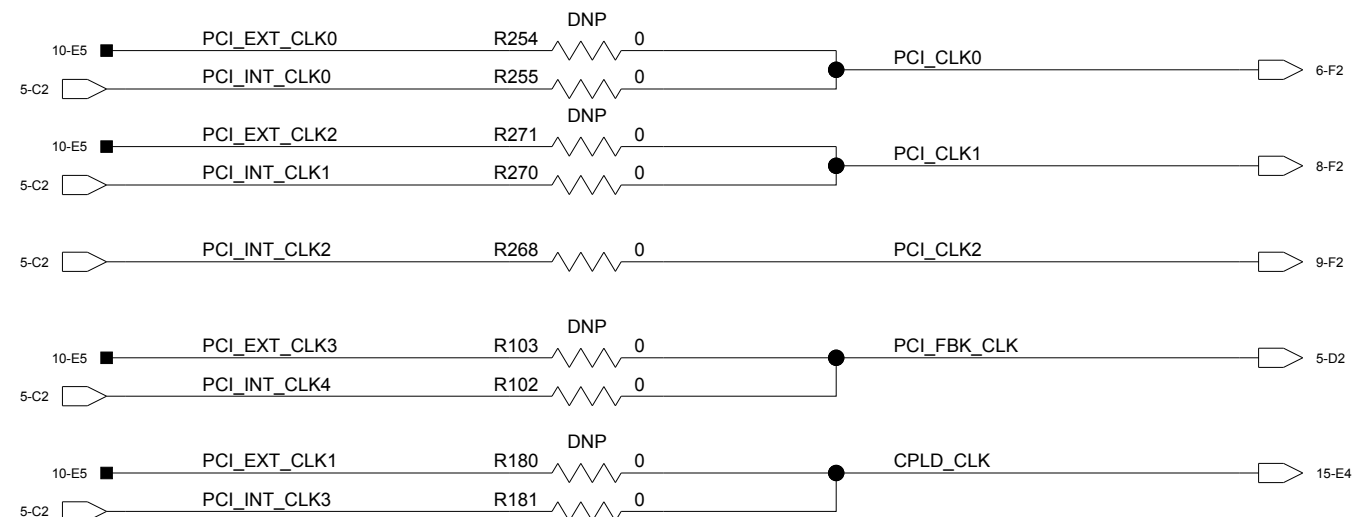 DNP
10-E5 PCI_EXT_CLK0 R254 0
PCI_CLK0 6-F2
5-C2 PCI_INT_CLK0 R255 0
DNP
10-E5 PCI_EXT_CLK2 R271 0
PCI_CLK1 8-F2
5-C2 PCI_INT_CLK1 R270 0
5-C2 PCI_INT_CLK2 R268 0 PCI_CLK2 9-F2
DNP
10-E5 PCI_EXT_CLK3 R103 0 PCI_FBK_CLK 5-D2
5-C2 PCI_INT_CLK4 R102 0
DNP
10-E5 PCI_EXT_CLK1 R180 0 CPLD_CLK 15-E4
5-C2 PCI_INT_CLK3 R181 0